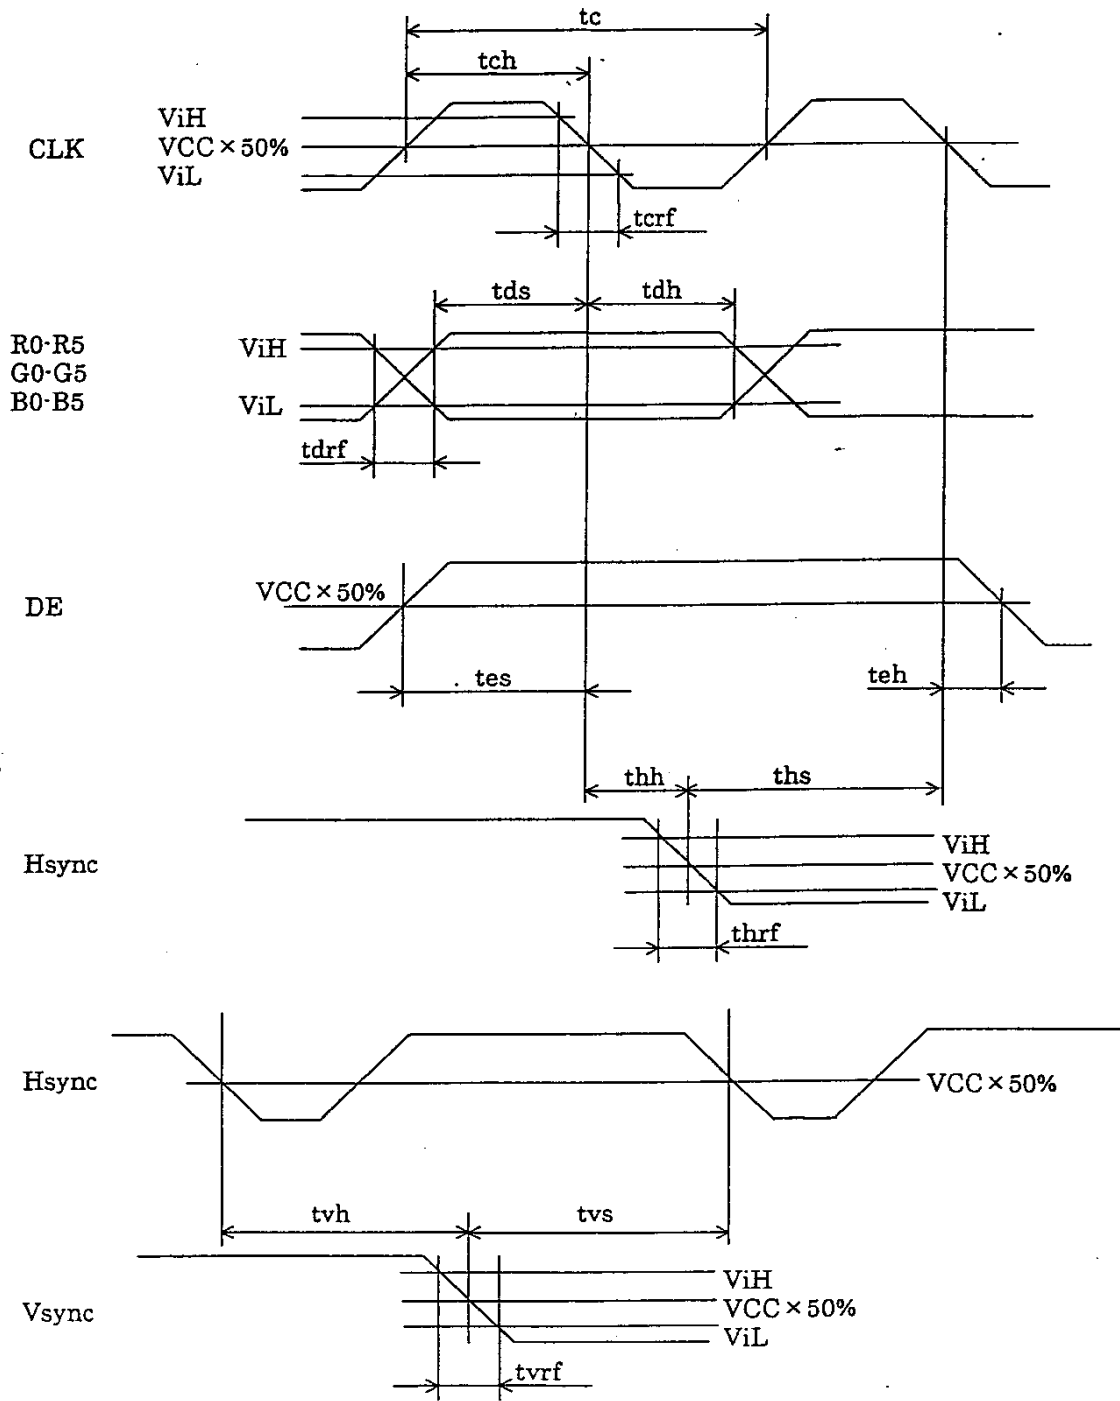 tc
tch
ViH
CLK
VCC×50%
ViL
tcrf
tds
tdh
R0-R5
G0-G5
B0-B5
ViH
ViL
tdrf
VCC×50%
DE
tes
teh
thh
ths
Hsync
ViH
VCC×50%
ViL
thrf
Hsync
VCC×50%
tvh
tvs
Vsync
ViH
VCC×50%
ViL
tvrf